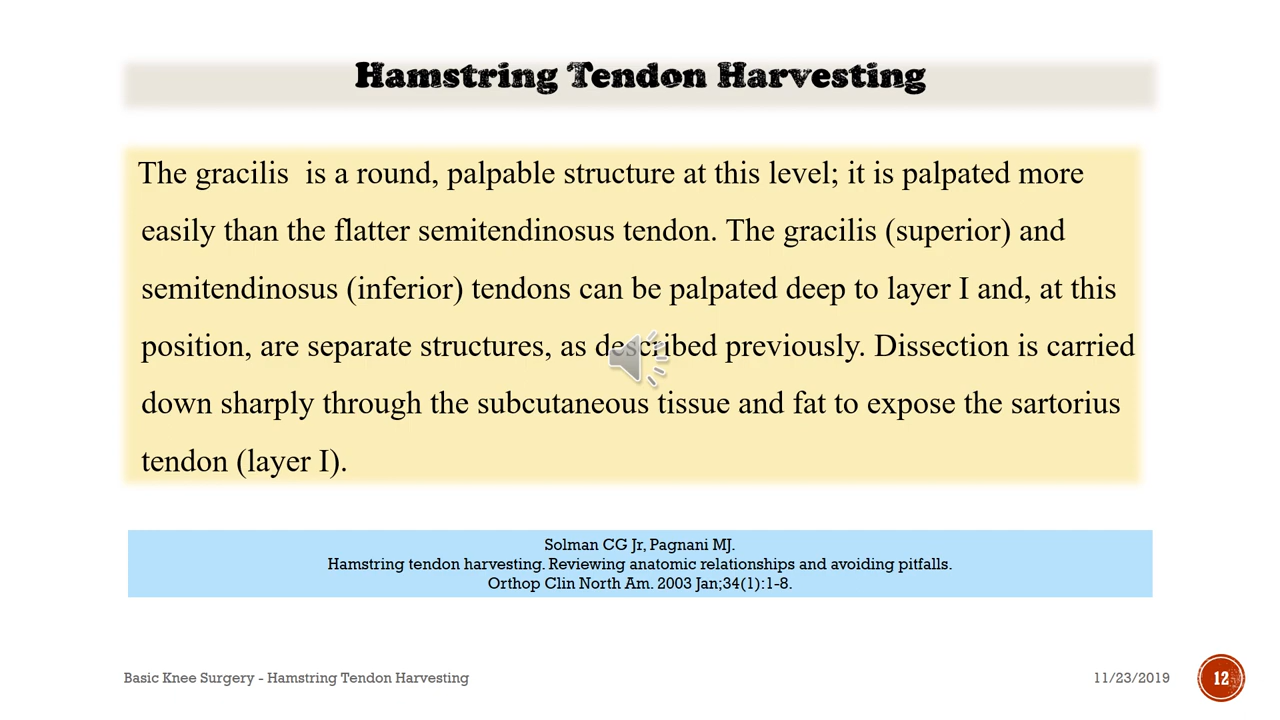 Hamstring Tendon Harvesting
The gracilis  is a round, palpable structure at this level; it is palpated more
easily than the flatter semitendinosus tendon. The gracilis (superior) and
semitendinosus (inferior) tendons can be palpated deep to layer I and, at this
position, are separate structures, as described previously. Dissection is carried
down sharply through the subcutaneous tissue and fat to expose the sartorius
tendon (layer I).
Solman CG Jr, Pagnani MJ.
Hamstring tendon harvesting. Reviewing anatomic relationships and avoiding pitfalls.
Orthop Clin North Am. 2003 Jan;34(1):1-8.
Basic Knee Surgery - Hamstring Tendon Harvesting
11/23/2019
12